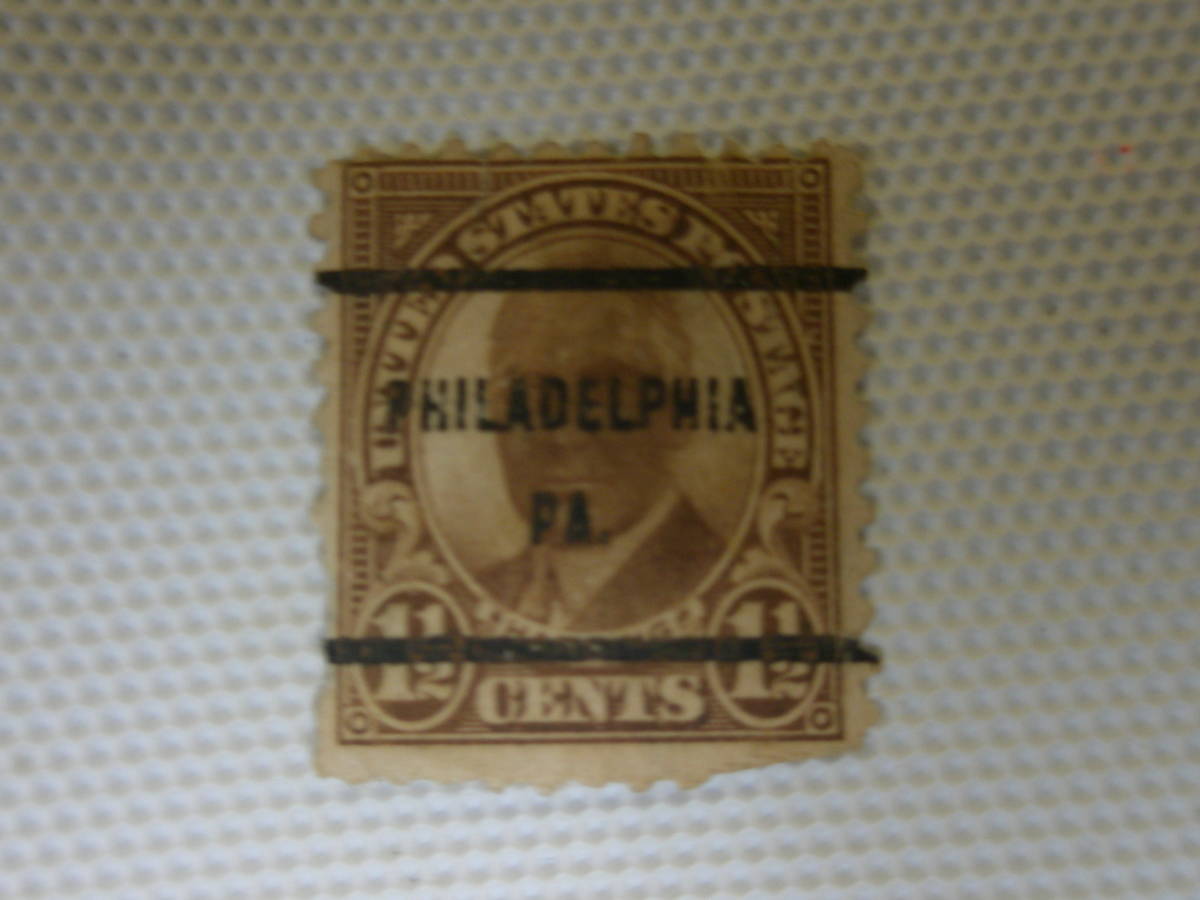 UNITED STATES POSTAGE
PHILADELPHIA
PA.
1½ 1½
CENTS